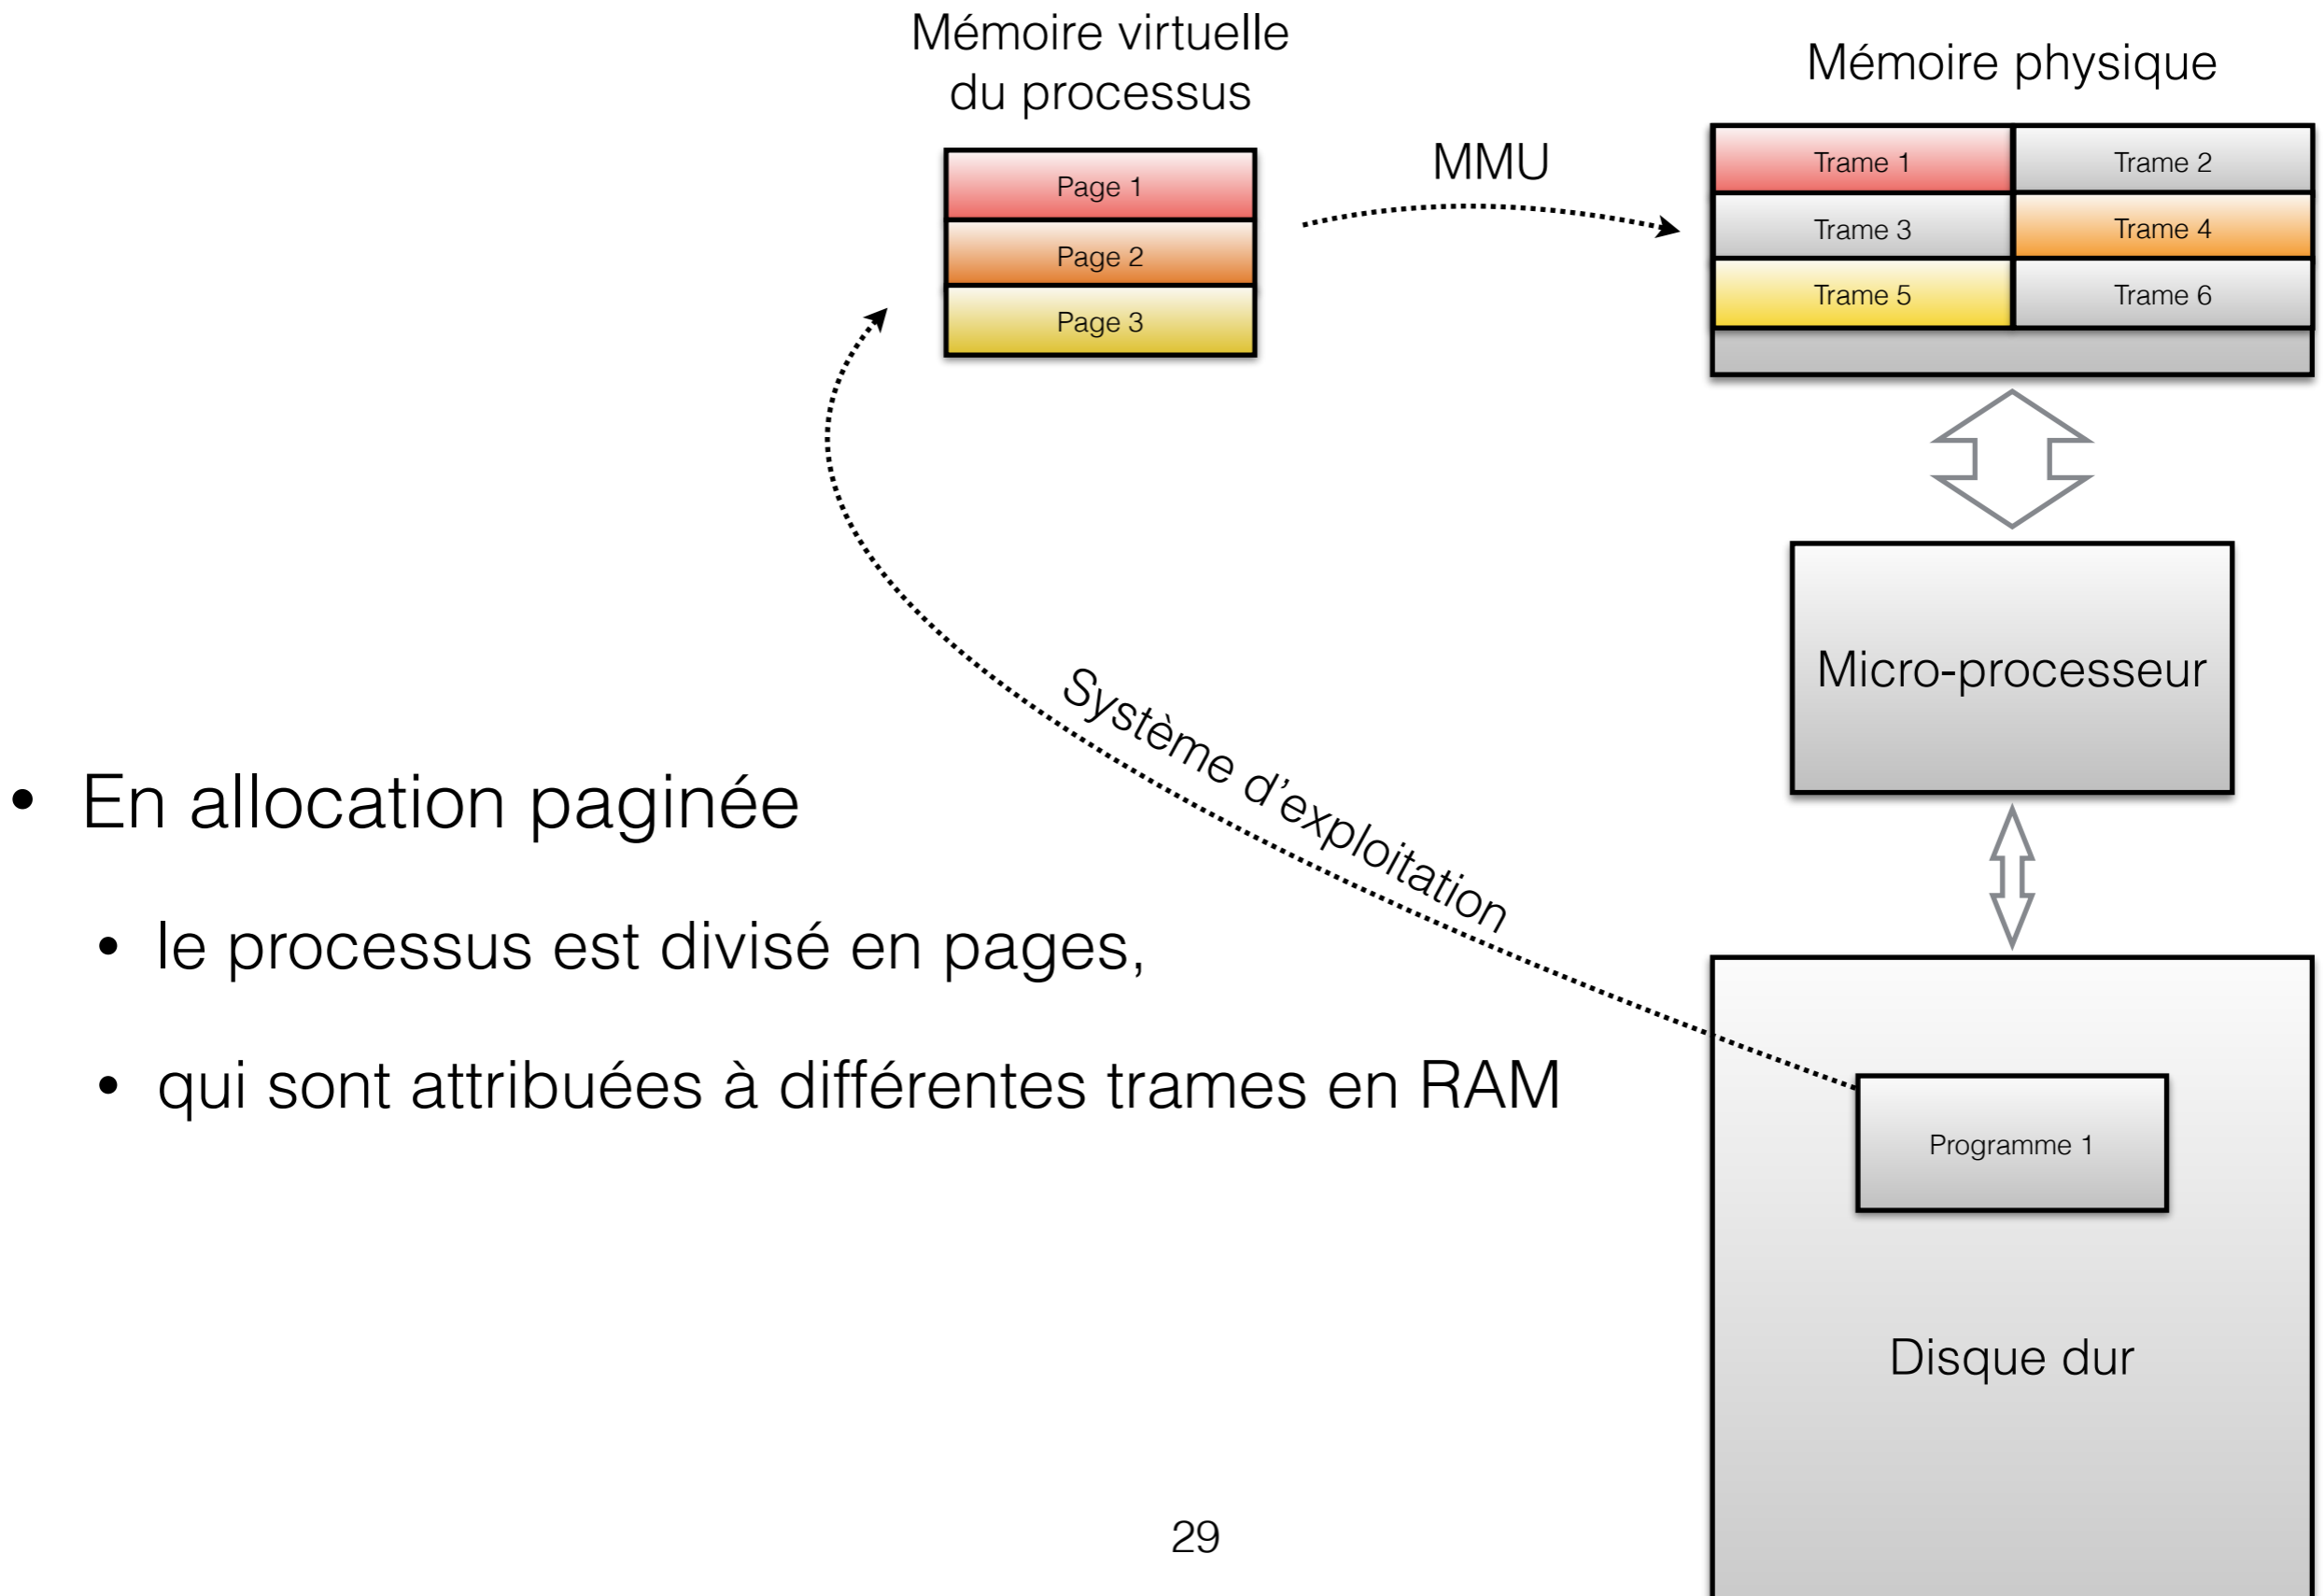 Mémoire virtuelle
du processus
Mémoire physique
MMU
Page 1
Page 2
Page 3
Trame 1
Trame 2
Trame 3
Trame 4
Trame 5
Trame 6
Micro-processeur
Système d’exploitation
• En allocation paginée
• le processus est divisé en pages,
• qui sont attribuées à différentes trames en RAM
Programme 1
Disque dur
29